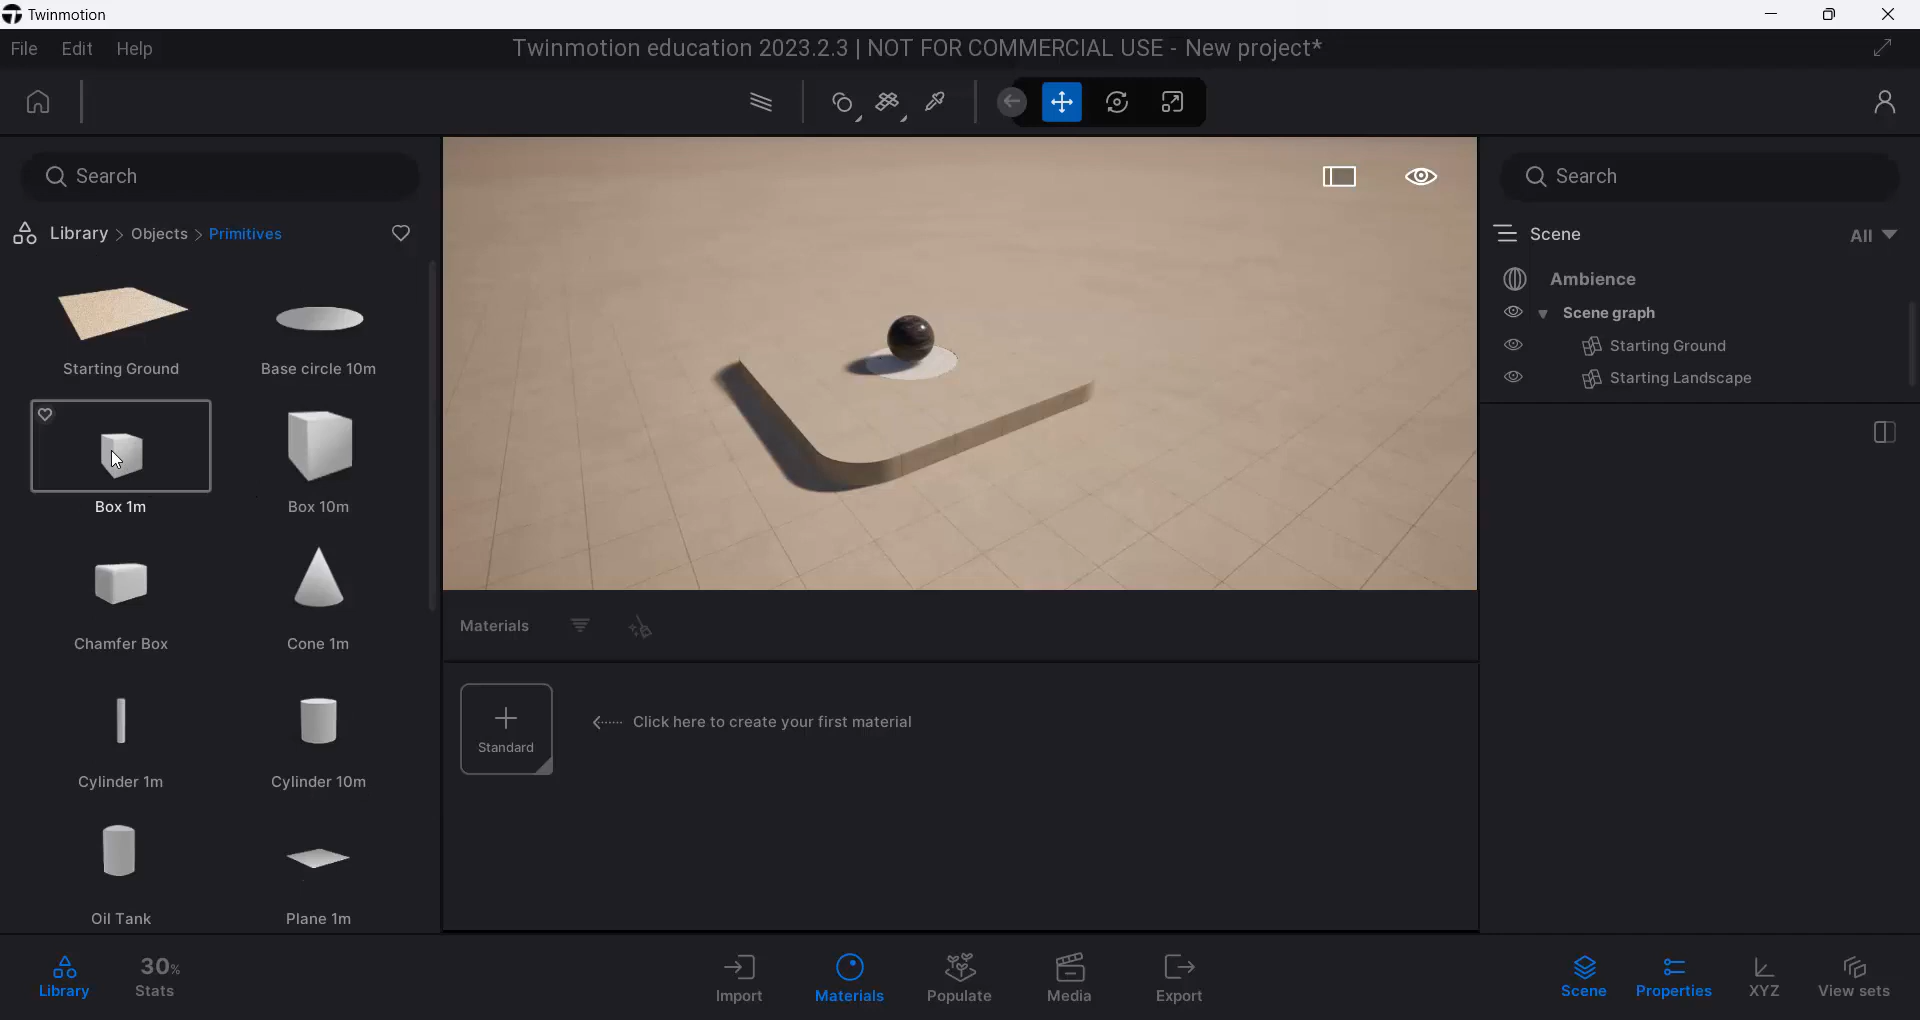 Twinmotion
File Edit Help
Twinmotion education 2023.2.3 | NOT FOR COMMERCIAL USE - New project*
Search
Library > Objects > Primitives
Starting Ground
Base circle 10m
Box 1m
Box 10m
Chamfer Box
Cone 1m
Cylinder 1m
Cylinder 10m
Oil Tank
Plane 1m
Materials
Standard
Click here to create your first material
Search
Scene
All
Ambience
Scene graph
Starting Ground
Starting Landscape
Library
30%
Stats
Import
Materials
Populate
Media
Export
Scene
Properties
XYZ
View sets